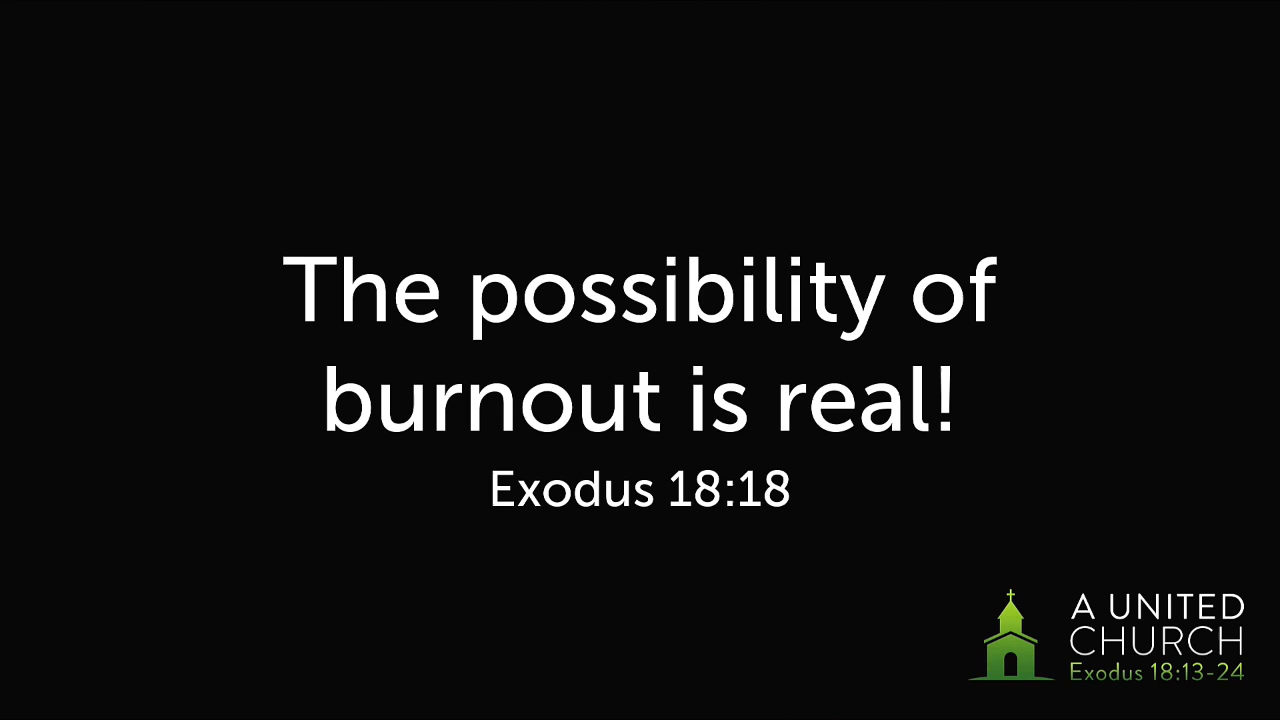 The possibility of
burnout is real!
Exodus 18:18
A UNITED
CHURCH
Exodus 18:13-24